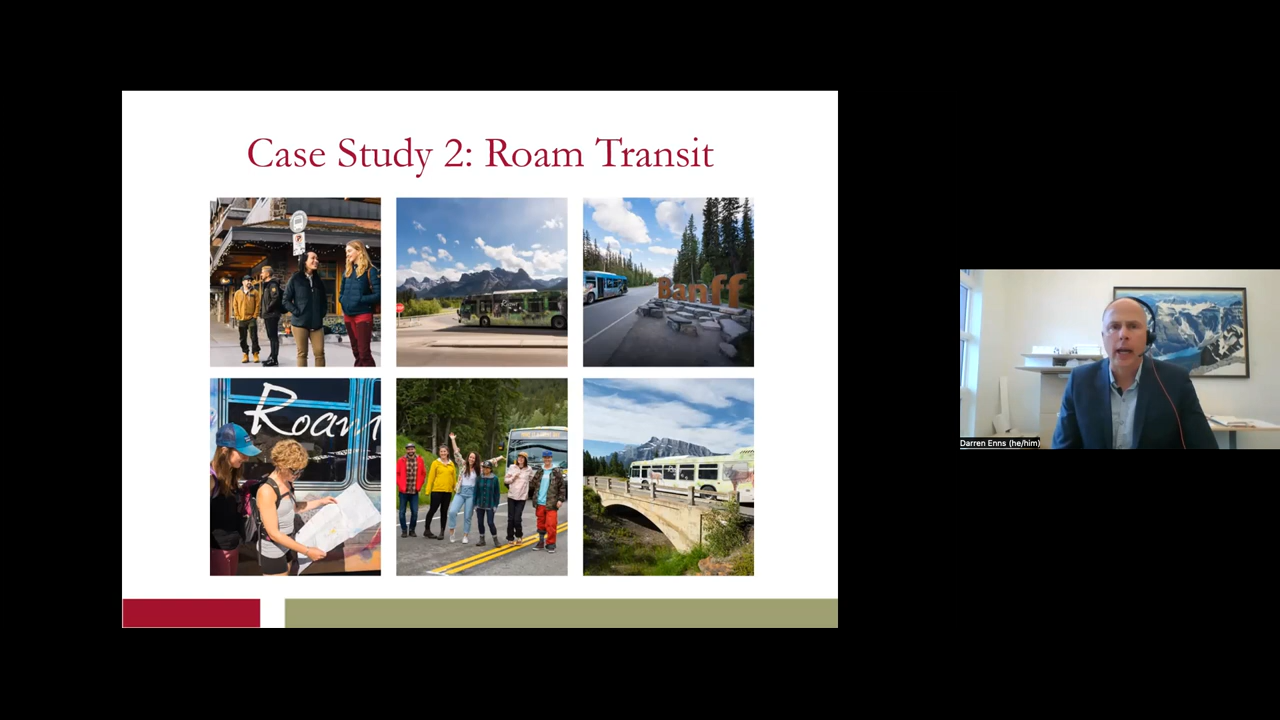 Case Study 2: Roam Transit
Banff
Roam
Darren Enns (he/him)